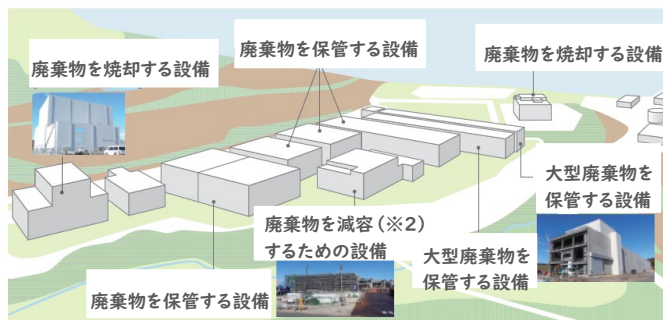 廃棄物を保管する設備
廃棄物を焼却する設備
廃棄物を焼却する設備
大型廃棄物を
保管する設備
廃棄物を減容(※2)
するための設備
大型廃棄物を
保管する設備
廃棄物を保管する設備